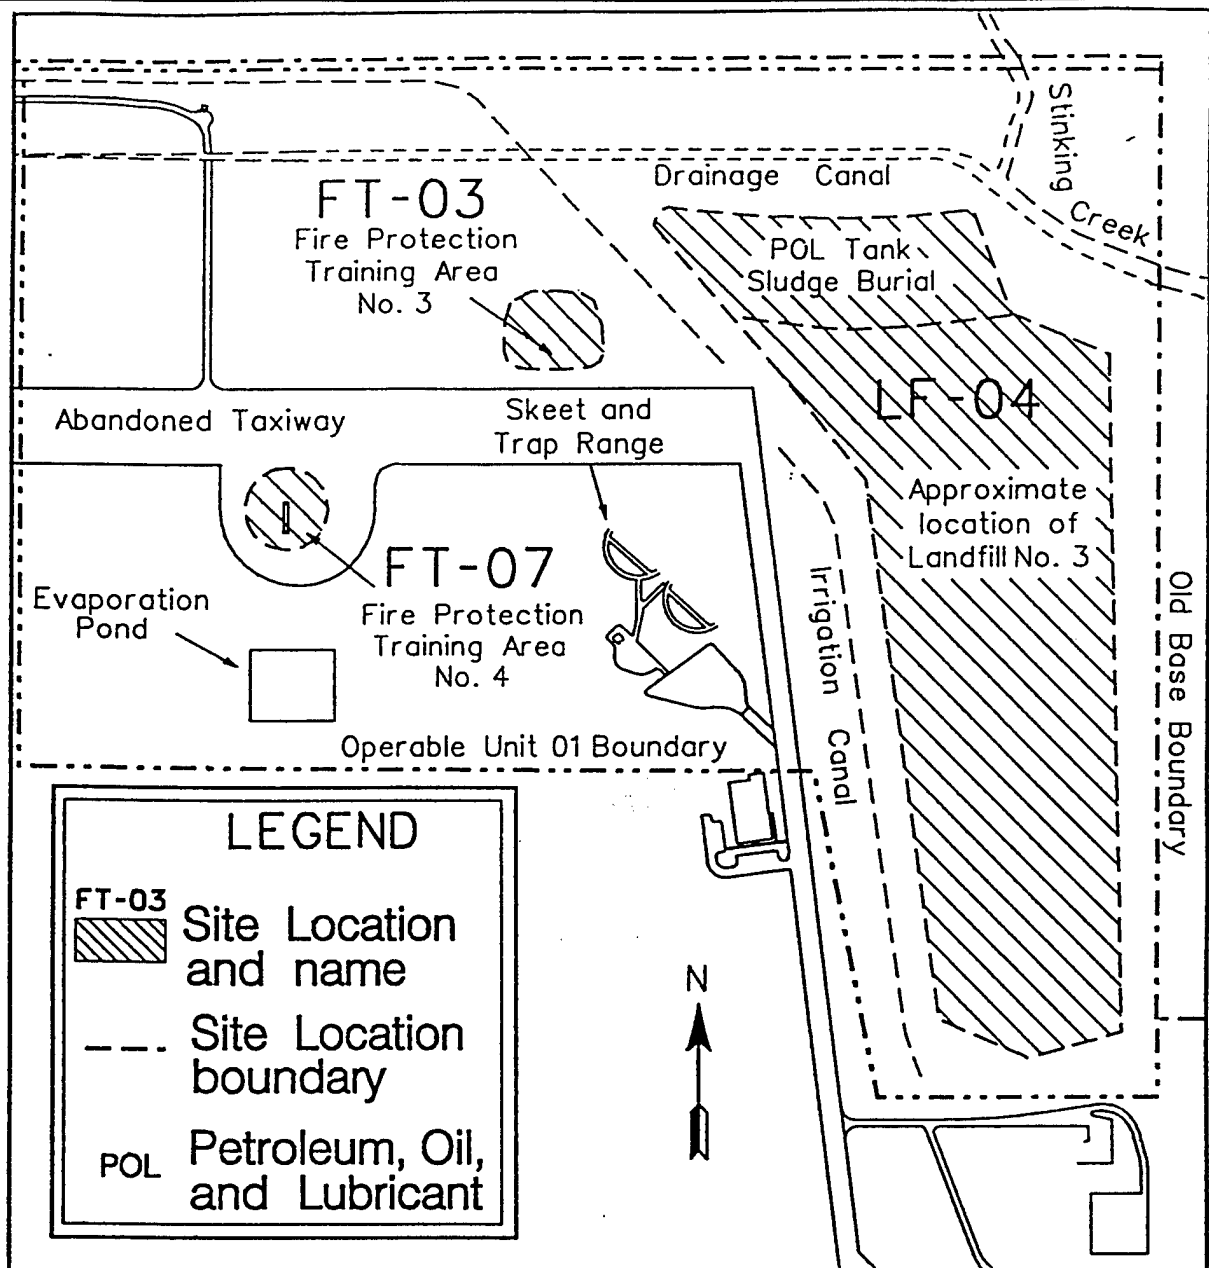 Stinking
Creek
Drainage Canal
FT-03
Fire Protection
Training Area
No. 3
POL Tank
Sludge Burial
LF-04
Abandoned Taxiway
Skeet and
Trap Range
Approximate
location of
Landfill No. 3
FT-07
Fire Protection
Training Area
No. 4
Evaporation
Pond
Irrigation Canal
Old Base Boundary
Operable Unit 01 Boundary
LEGEND
FT-03
Site Location
and name
Site Location
boundary
POL
Petroleum, Oil,
and Lubricant
N